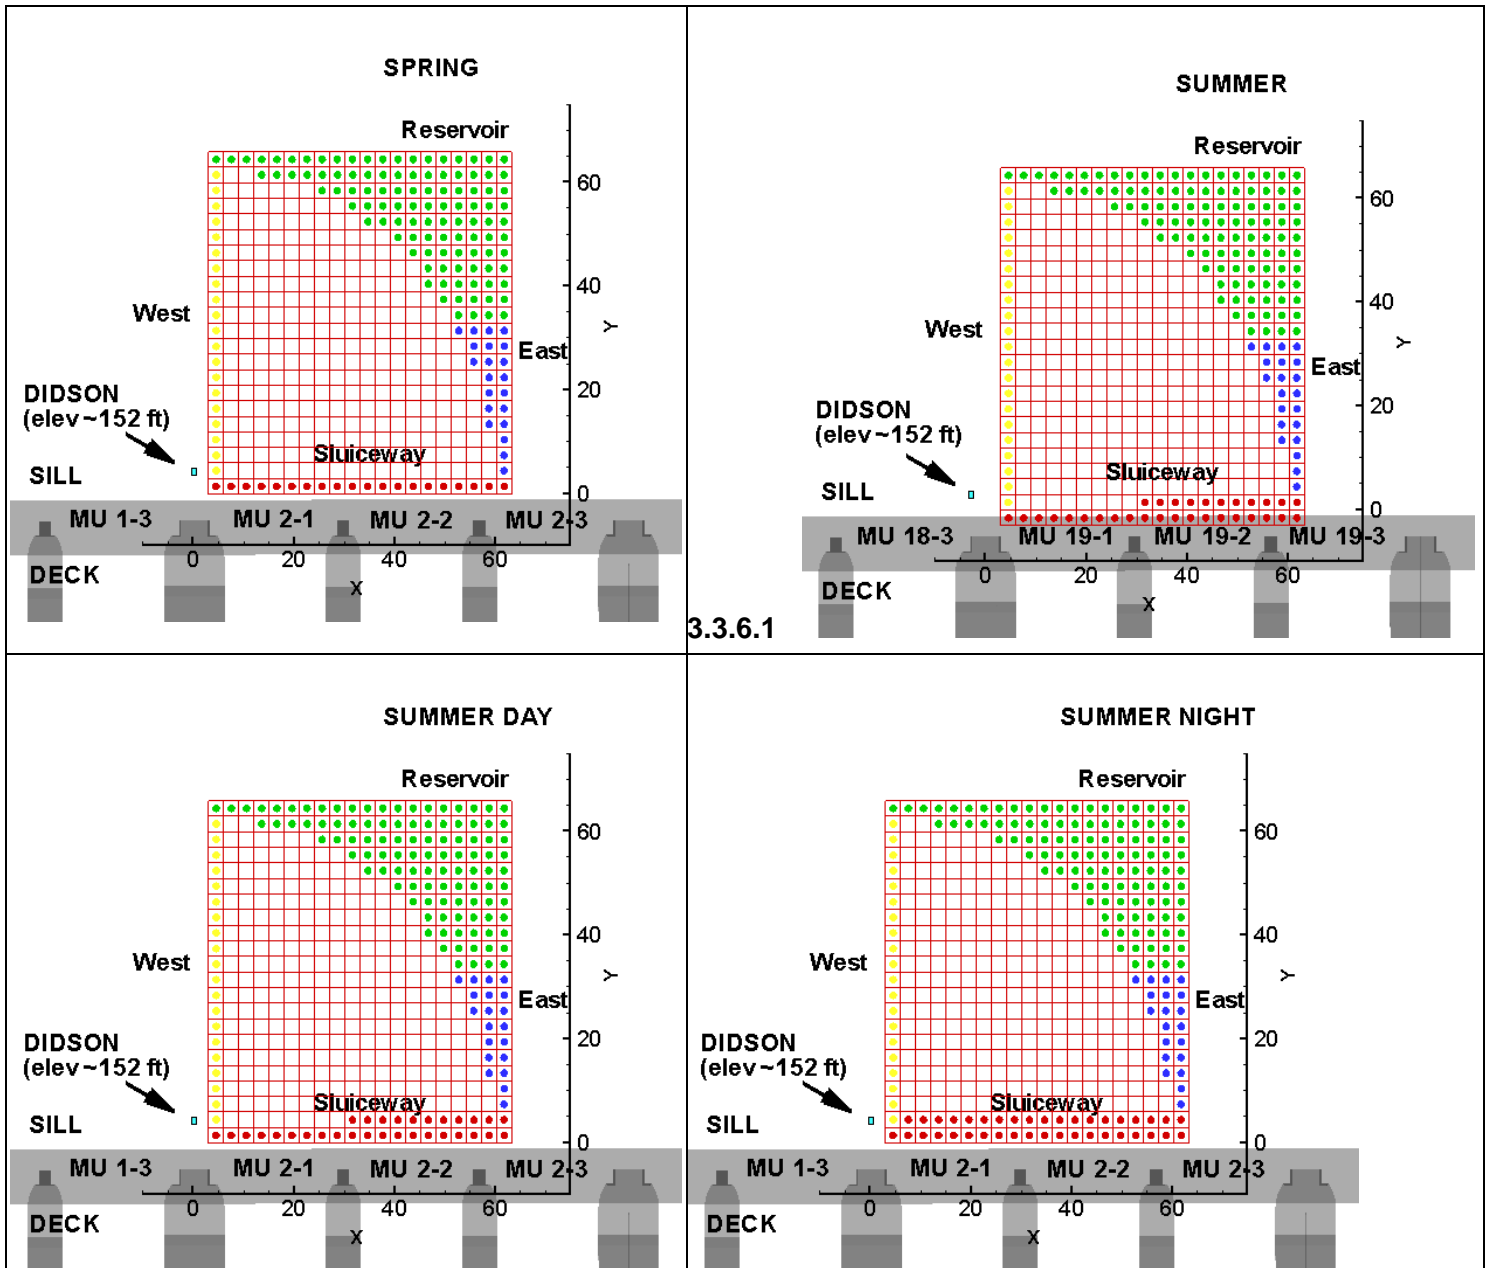 SPRING
Reservoir
60
40
West
Y
East
DIDSON
(elev ~152 ft)
20
Sluiceway
SILL
0
MU 1-3 MU 2-1 MU 2-2 MU 2-3
0 20 40 60
DECK
X
SUMMER
Reservoir
60
40
West
Y
East
DIDSON
(elev ~152 ft)
20
Sluiceway
SILL
0
MU 18-3 MU 19-1 MU 19-2 MU 19-3
0 20 40 60
DECK
X
3.3.6.1
SUMMER DAY
Reservoir
60
40
West
Y
East
DIDSON
(elev ~152 ft)
20
Sluiceway
SILL
0
MU 1-3 MU 2-1 MU 2-2 MU 2-3
0 20 40 60
DECK
X
SUMMER NIGHT
Reservoir
60
40
West
Y
East
DIDSON
(elev ~152 ft)
20
Sluiceway
SILL
0
MU 1-3 MU 2-1 MU 2-2 MU 2-3
0 20 40 60
DECK
X